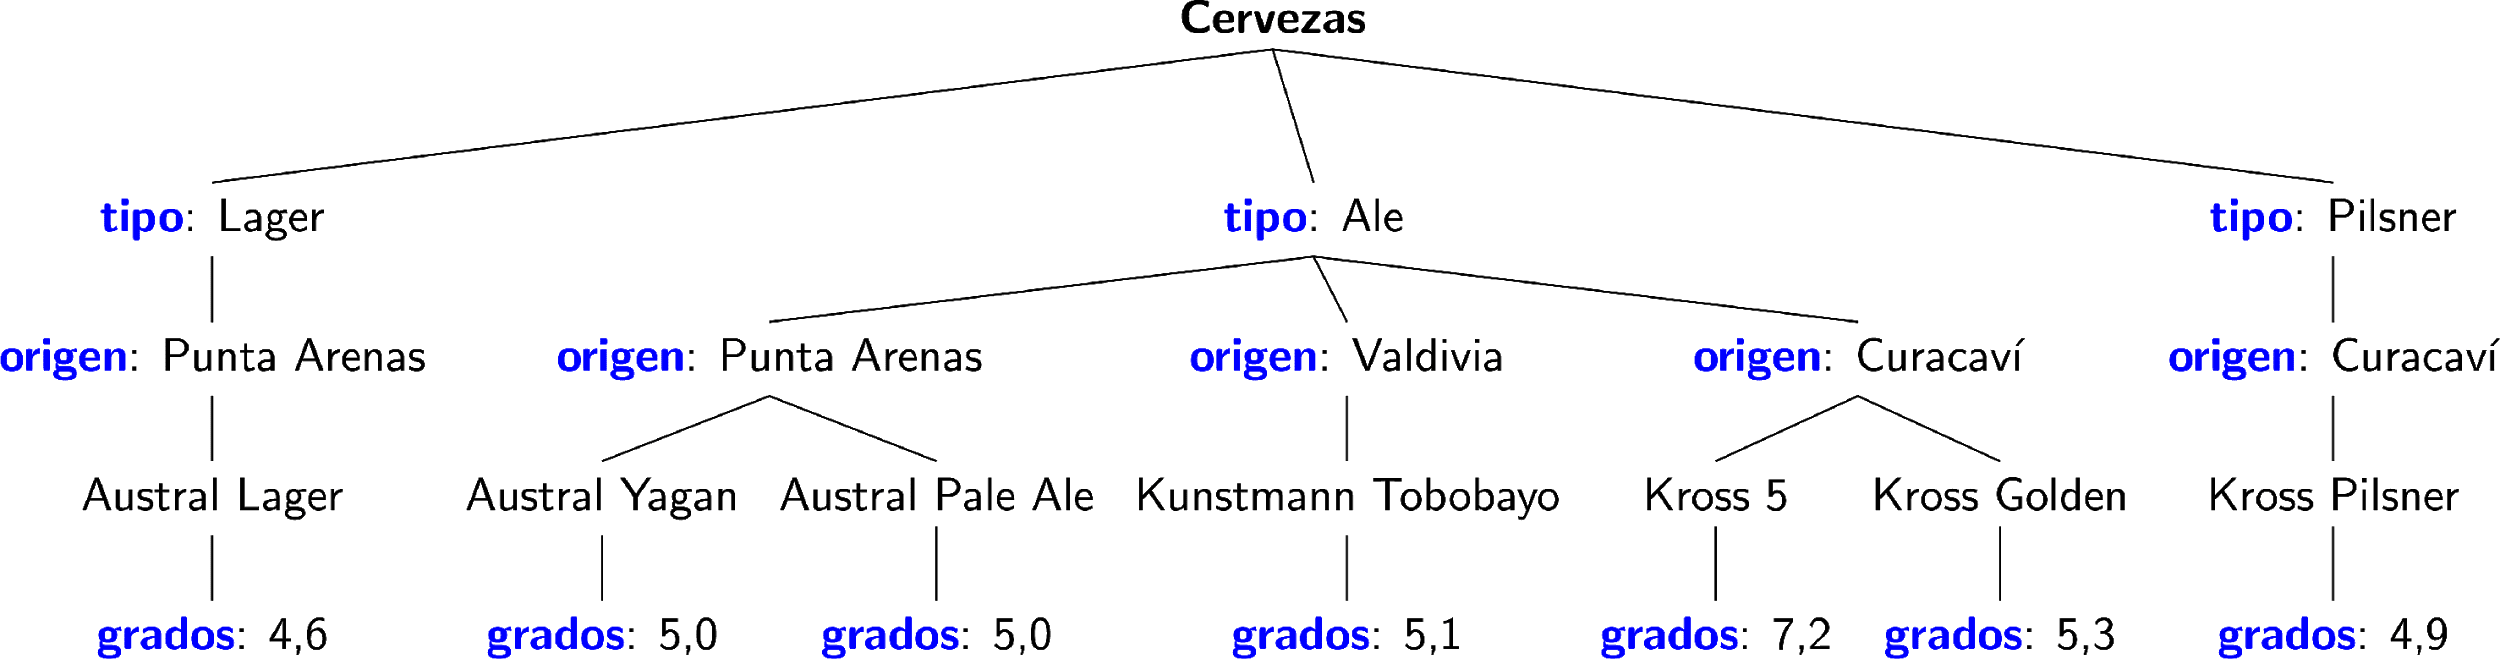 Cervezas
tipo: Lager tipo: Ale tipo: Pilsner
origen: Punta Arenas origen: Punta Arenas origen: Valdivia origen: Curacaví origen: Curacaví
Austral Lager Austral Yagan Austral Pale Ale Kunstmann Tobobayo Kross 5 Kross Golden Kross Pilsner
grados: 4,6 grados: 5,0 grados: 5,0 grados: 5,1 grados: 7,2 grados: 5,3 grados: 4,9